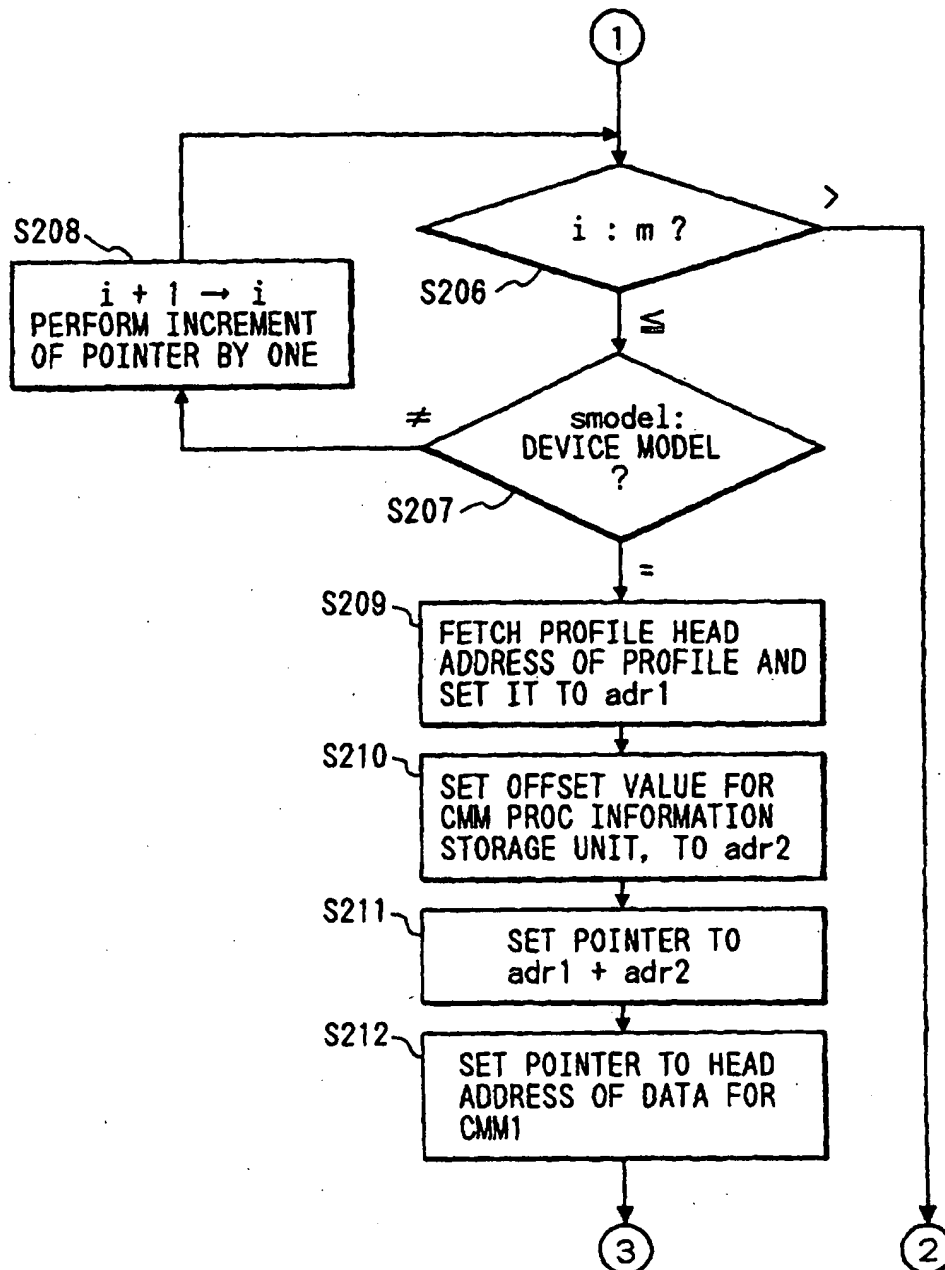 1
>
i : m ?
S206
≦
S208
i + 1 → i
PERFORM INCREMENT
OF POINTER BY ONE
≠
smodel:
DEVICE MODEL
?
S207
=
S209
FETCH PROFILE HEAD
ADDRESS OF PROFILE AND
SET IT TO adr1
S210
SET OFFSET VALUE FOR
CMM PROC INFORMATION
STORAGE UNIT, TO adr2
S211
SET POINTER TO
adr1 + adr2
S212
SET POINTER TO HEAD
ADDRESS OF DATA FOR
CMM1
3
2